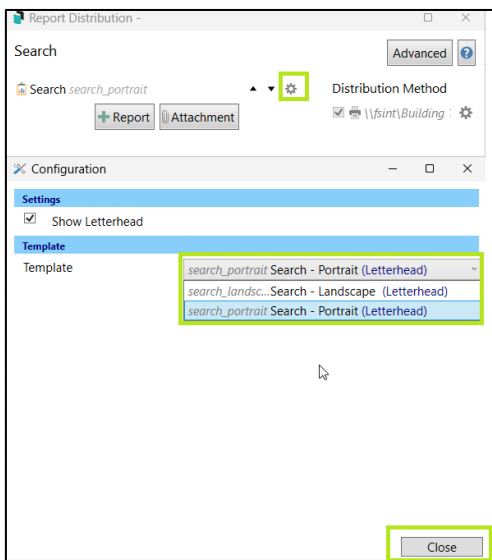 Report Distribution -
Search
Advanced
?
Search search_portrait
Distribution Method
+ Report
Attachment
\\fsint\Building
Configuration
Settings
Show Letterhead
Template
Template
search_portrait Search - Portrait (Letterhead)
search_landsc...Search - Landscape (Letterhead)
search_portrait Search - Portrait (Letterhead)
Close